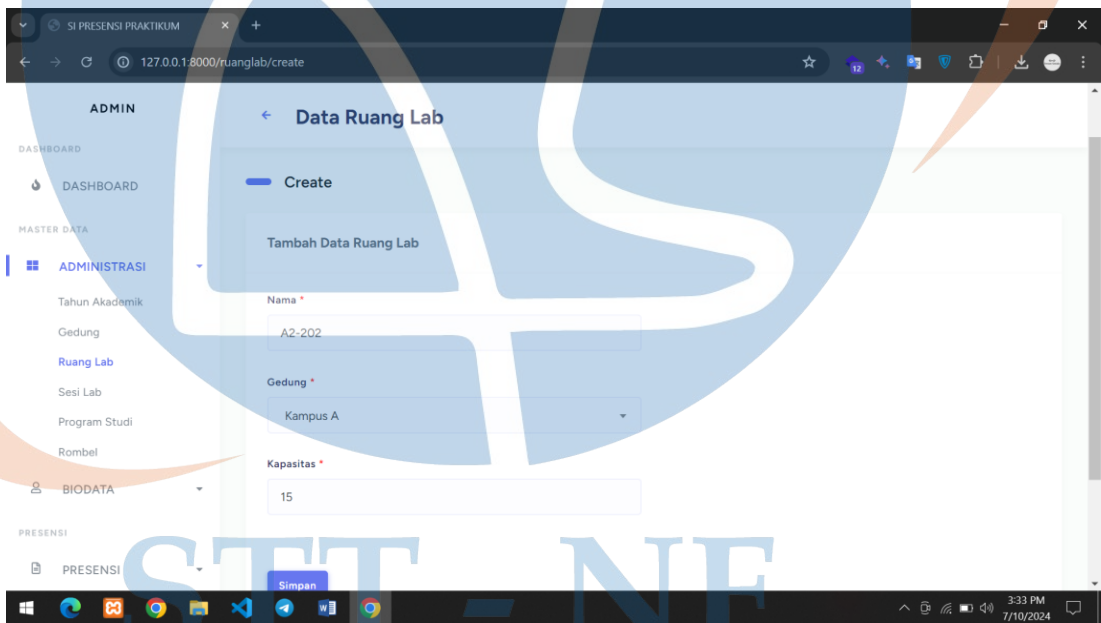 SI PRESENSI PRAKTIKUM
127.0.0.1:8000/ruanglab/create
12
ADMIN
Data Ruang Lab
DASHBOARD
DASHBOARD
Create
MASTER DATA
Tambah Data Ruang Lab
ADMINISTRASI
Tahun Akademik
Nama *
Gedung
A2-202
Ruang Lab
Gedung *
Sesi Lab
Kampus A
Program Studi
Rombel
Kapasitas *
BIODATA
15
PRESENSI
PRESENSI
Simpan
STT - NF
3:33 PM
7/10/2024